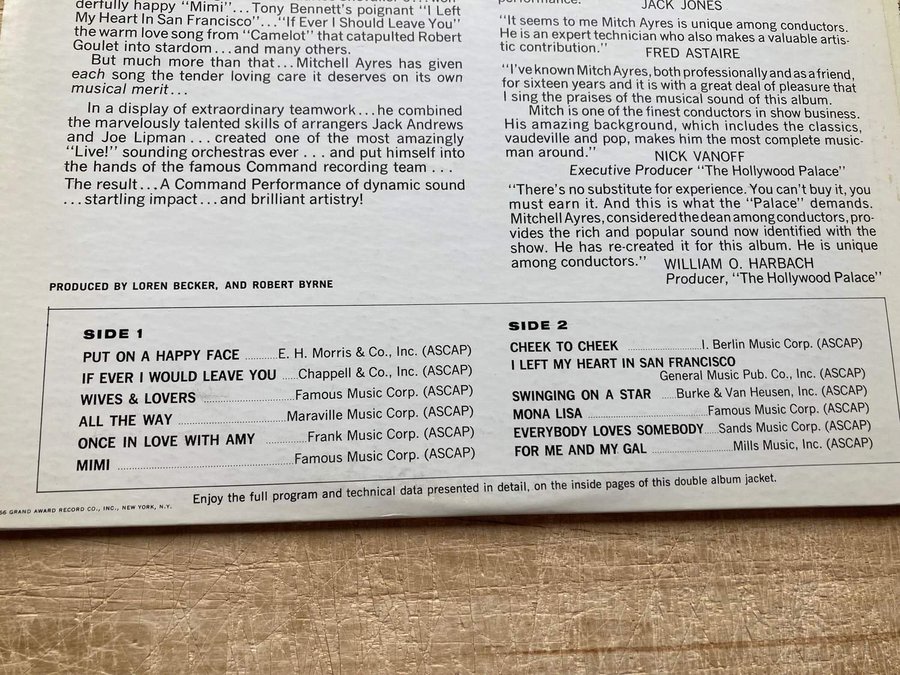 derfully happy "Mimi"...Tony Bennett's poignant "I Left
My Heart In San Francisco"..."If Ever I Should Leave You"
the warm love song from "Camelot" that catapulted Robert
Goulet into stardom...and many others.
But much more than that...Mitchell Ayres has given
each song the tender loving care it deserves on its own
musical merit...
In a display of extraordinary teamwork...he combined
the marvelously talented skills of arrangers Jack Andrews
and Joe Lipman...created one of the most amazingly
"Live!" sounding orchestras ever...and put himself into
the hands of the famous Command recording team...
The result...A Command Performance of dynamic sound
...startling impact...and brilliant artistry!
PRODUCED BY LOREN BECKER, AND ROBERT BYRNE
performance."
JACK JONES
"It seems to me Mitch Ayres is unique among conductors.
He is an expert technician who also makes a valuable artis-
tic contribution."
FRED ASTAIRE
"I've known Mitch Ayres, both professionally and as a friend,
for sixteen years and it is with a great deal of pleasure that
I sing the praises of the musical sound of this album.
Mitch is one of the finest conductors in show business.
His amazing background, which includes the classics,
vaudeville and pop, makes him the most complete music-
man around."
NICK VANOFF
Executive Producer "The Hollywood Palace"
"There's no substitute for experience. You can't buy it, you
must earn it. And this is what the "Palace" demands.
Mitchell Ayres, considered the dean among conductors, pro-
vides the rich and popular sound now identified with the
show. He has re-created it for this album. He is unique
among conductors."
WILLIAM O. HARBACH
Producer, "The Hollywood Palace"
SIDE 1
PUT ON A HAPPY FACE ..........E. H. Morris & Co., Inc. (ASCAP)
IF EVER I WOULD LEAVE YOU .....Chappell & Co., Inc. (ASCAP)
WIVES & LOVERS ..........Famous Music Corp. (ASCAP)
ALL THE WAY ..........Maraville Music Corp. (ASCAP)
ONCE IN LOVE WITH AMY ..........Frank Music Corp. (ASCAP)
MIMI ..........Famous Music Corp. (ASCAP)
SIDE 2
CHEEK TO CHEEK ..........I. Berlin Music Corp. (ASCAP)
I LEFT MY HEART IN SAN FRANCISCO
General Music Pub. Co., Inc. (ASCAP)
SWINGING ON A STAR .....Burke & Van Heusen, Inc. (ASCAP)
MONA LISA ..........Famous Music Corp. (ASCAP)
EVERYBODY LOVES SOMEBODY .....Sands Music Corp. (ASCAP)
FOR ME AND MY GAL ..........Mills Music, Inc. (ASCAP)
Enjoy the full program and technical data presented in detail, on the inside pages of this double album jacket.
66 GRAND AWARD RECORD CO., INC., NEW YORK, N.Y.